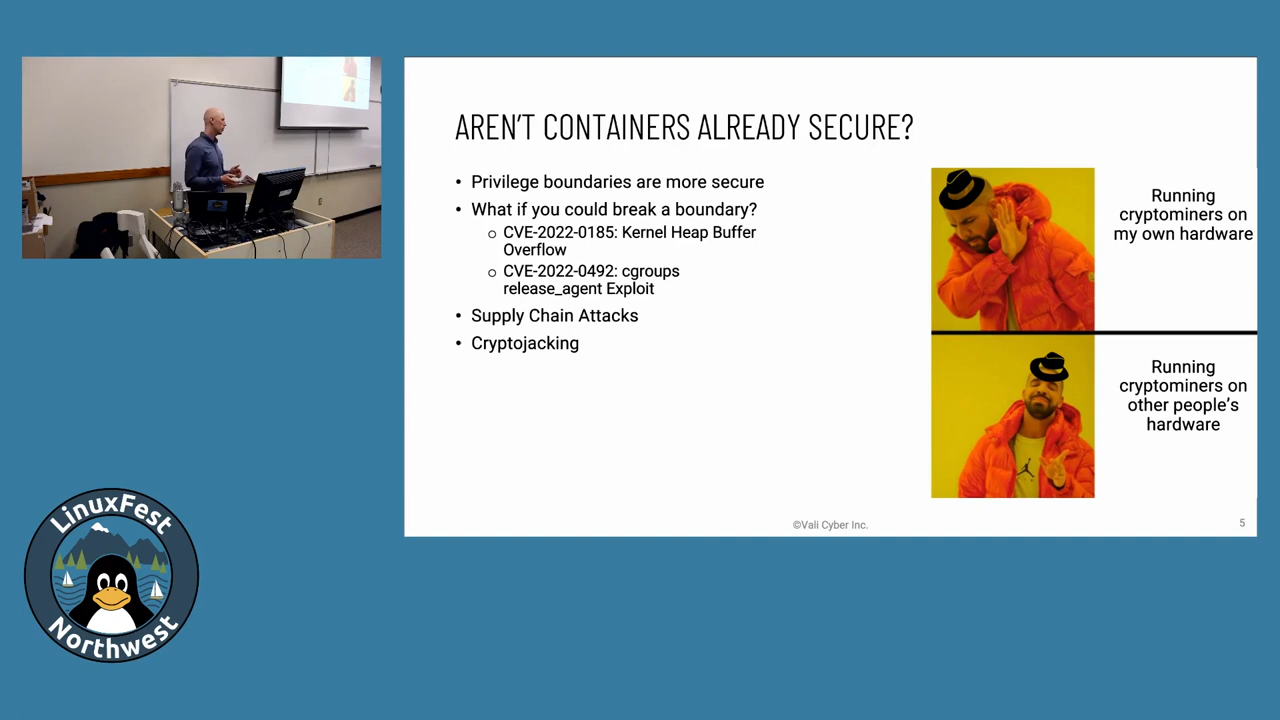 AREN'T CONTAINERS ALREADY SECURE?
• Privilege boundaries are more secure
• What if you could break a boundary?
o CVE-2022-0185: Kernel Heap Buffer
Overflow
o CVE-2022-0492: cgroups
release_agent Exploit
• Supply Chain Attacks
• Cryptojacking
Running
cryptominers on
my own hardware
Running
cryptominers on
other people's
hardware
©Vali Cyber Inc.
5
LinuxFest
Northwest